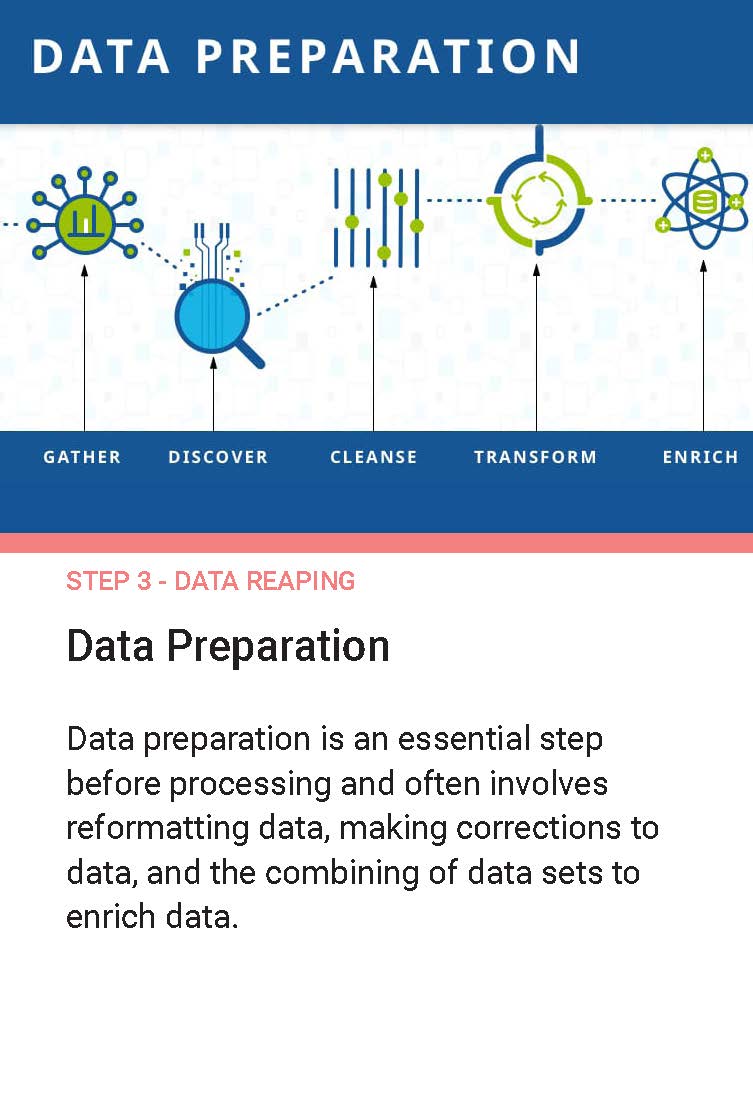 DATA PREPARATION
GATHER DISCOVER CLEANSE TRANSFORM ENRICH
STEP 3 - DATA REAPING
Data Preparation
Data preparation is an essential step
before processing and often involves
reformatting data, making corrections to
data, and the combining of data sets to
enrich data.